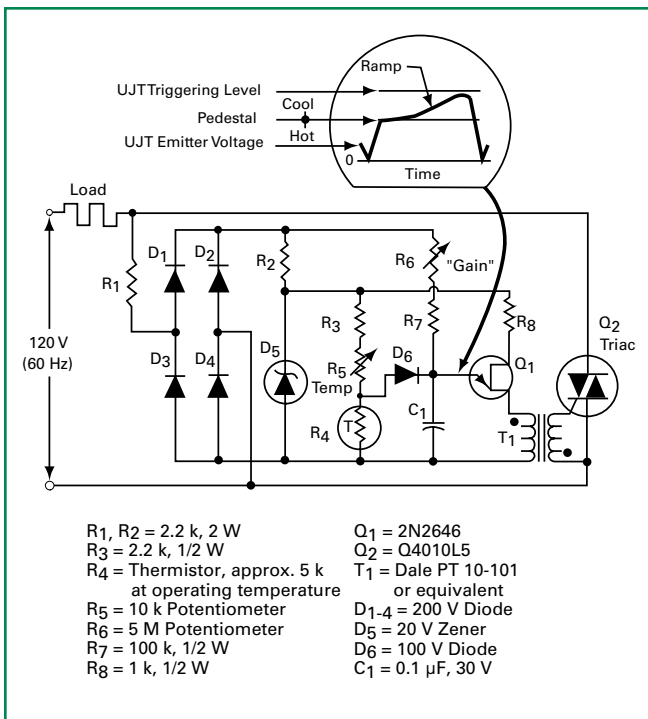 Ramp
UJT Triggering Level
Cool
Pedestal
Hot
UJT Emitter Voltage
0
Time
Load
D1
D2
R2
R6
"Gain"
R1
R3
R7
R8
Q2
Triac
120 V
(60 Hz)
D3
D4
D5
R5
Temp
D6
Q1
C1
R4
T
T1
R1, R2 = 2.2 k, 2 W
R3 = 2.2 k, 1/2 W
R4 = Thermistor, approx. 5 k
at operating temperature
R5 = 10 k Potentiometer
R6 = 5 M Potentiometer
R7 = 100 k, 1/2 W
R8 = 1 k, 1/2 W
Q1 = 2N2646
Q2 = Q4010L5
T1 = Dale PT 10-101
or equivalent
D1-4 = 200 V Diode
D5 = 20 V Zener
D6 = 100 V Diode
C1 = 0.1 μF, 30 V